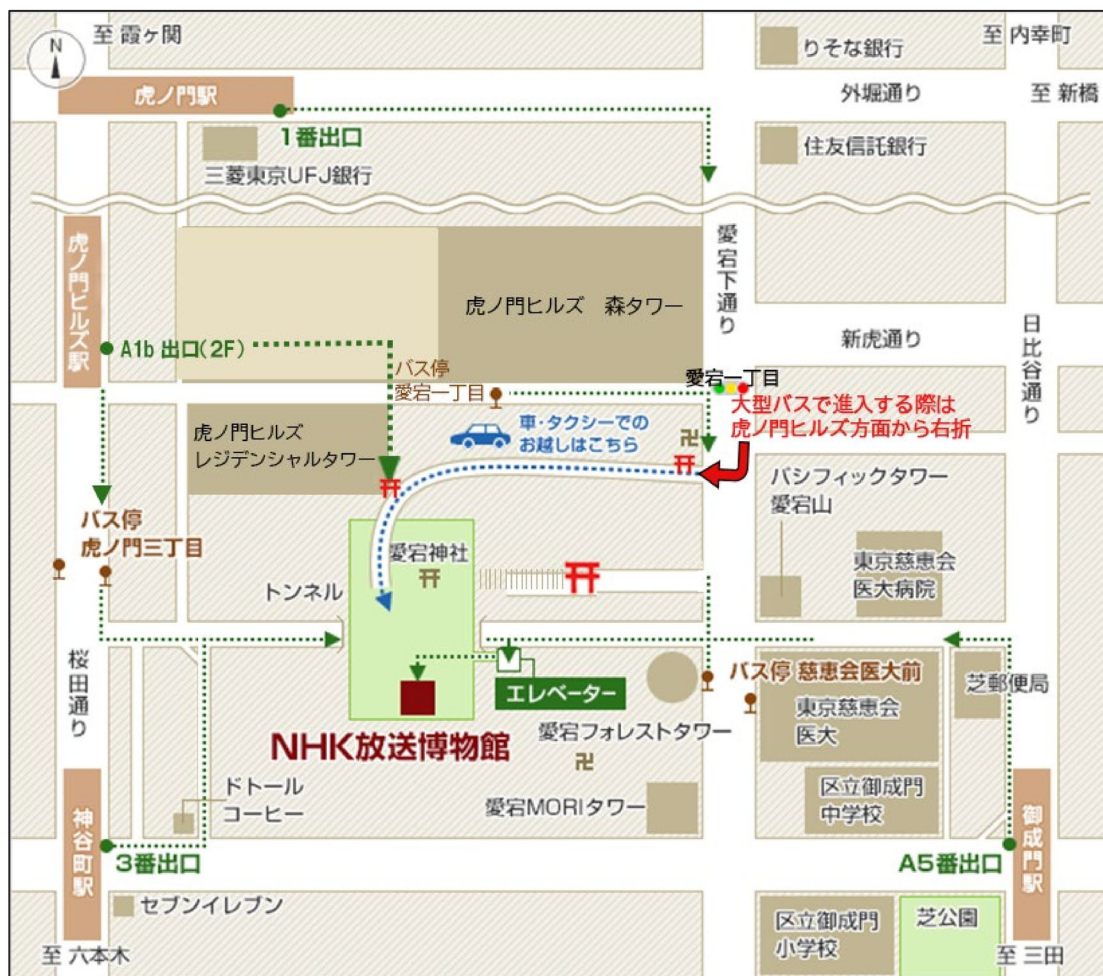 至 霞ヶ関
りそな銀行
至 内幸町
N
虎ノ門駅
外堀通り
至 新橋
1番出口
住友信託銀行
三菱東京UFJ銀行
虎ノ門ヒルズ駅
愛宕下通り
虎ノ門ヒルズ 森タワー
日比谷通り
新虎通り
A1b 出口(2F)
バス停
愛宕一丁目
愛宕一丁目
大型バスで進入する際は
虎ノ門ヒルズ方面から右折
車・タクシーでの
お越しはこちら
虎ノ門ヒルズ
レジデンシャルタワー
パシフィックタワー
愛宕山
バス停
虎ノ門三丁目
愛宕神社
東京慈恵会
医大病院
トンネル
桜田通り
エレベーター
バス停 慈恵会医大前
芝郵便局
東京慈恵会
医大
NHK放送博物館
愛宕フォレストタワー
ドトール
コーヒー
愛宕MORIタワー
区立御成門
中学校
神谷町駅
御成門駅
3番出口
A5番出口
セブンイレブン
区立御成門
小学校
芝公園
至 六本木
至 三田